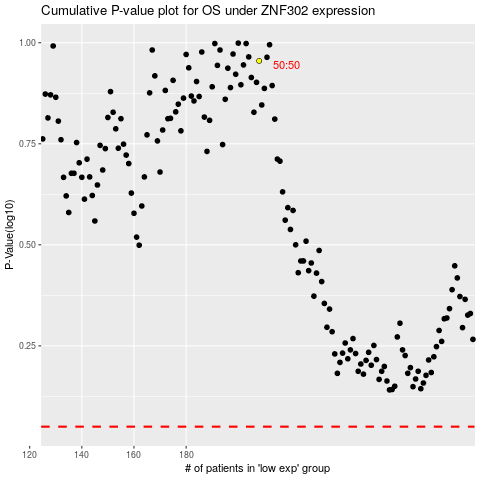 Cumulative P-value plot for OS under ZNF302 expression
1.00
50:50
0.75
P-Value(log10)
0.50
0.25
120 140 160 180
# of patients in 'low exp' group